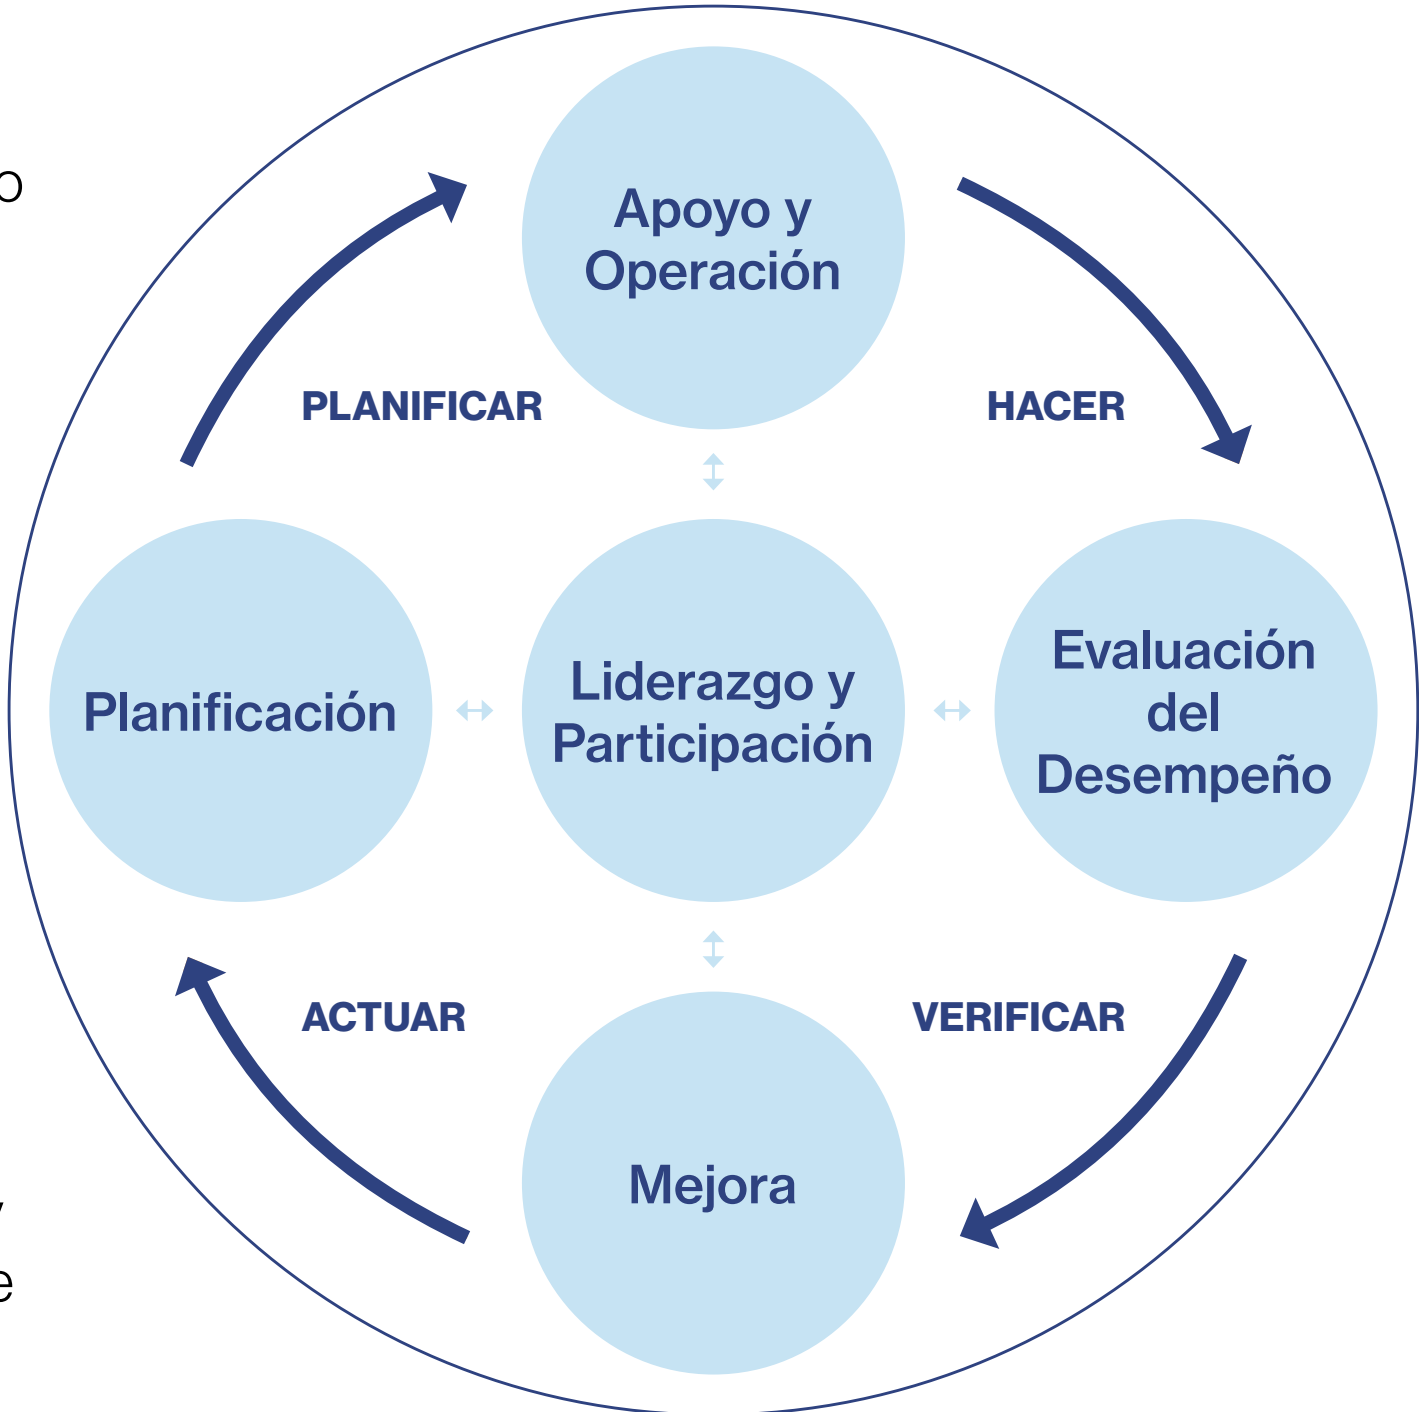 o
Apoyo y
Operación
PLANIFICAR
HACER
Planificación
Liderazgo y
Participación
Evaluación
del
Desempeño
ACTUAR
VERIFICAR
Mejora
y
e